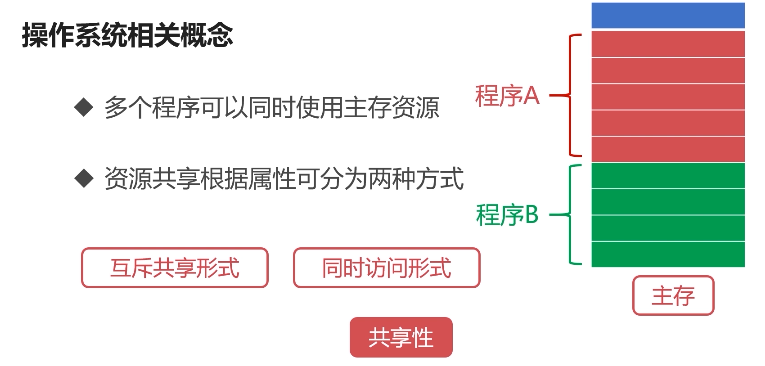 操作系统相关概念
多个程序可以同时使用主存资源
资源共享根据属性可分为两种方式
互斥共享形式
同时访问形式
共享性
程序A
程序B
主存